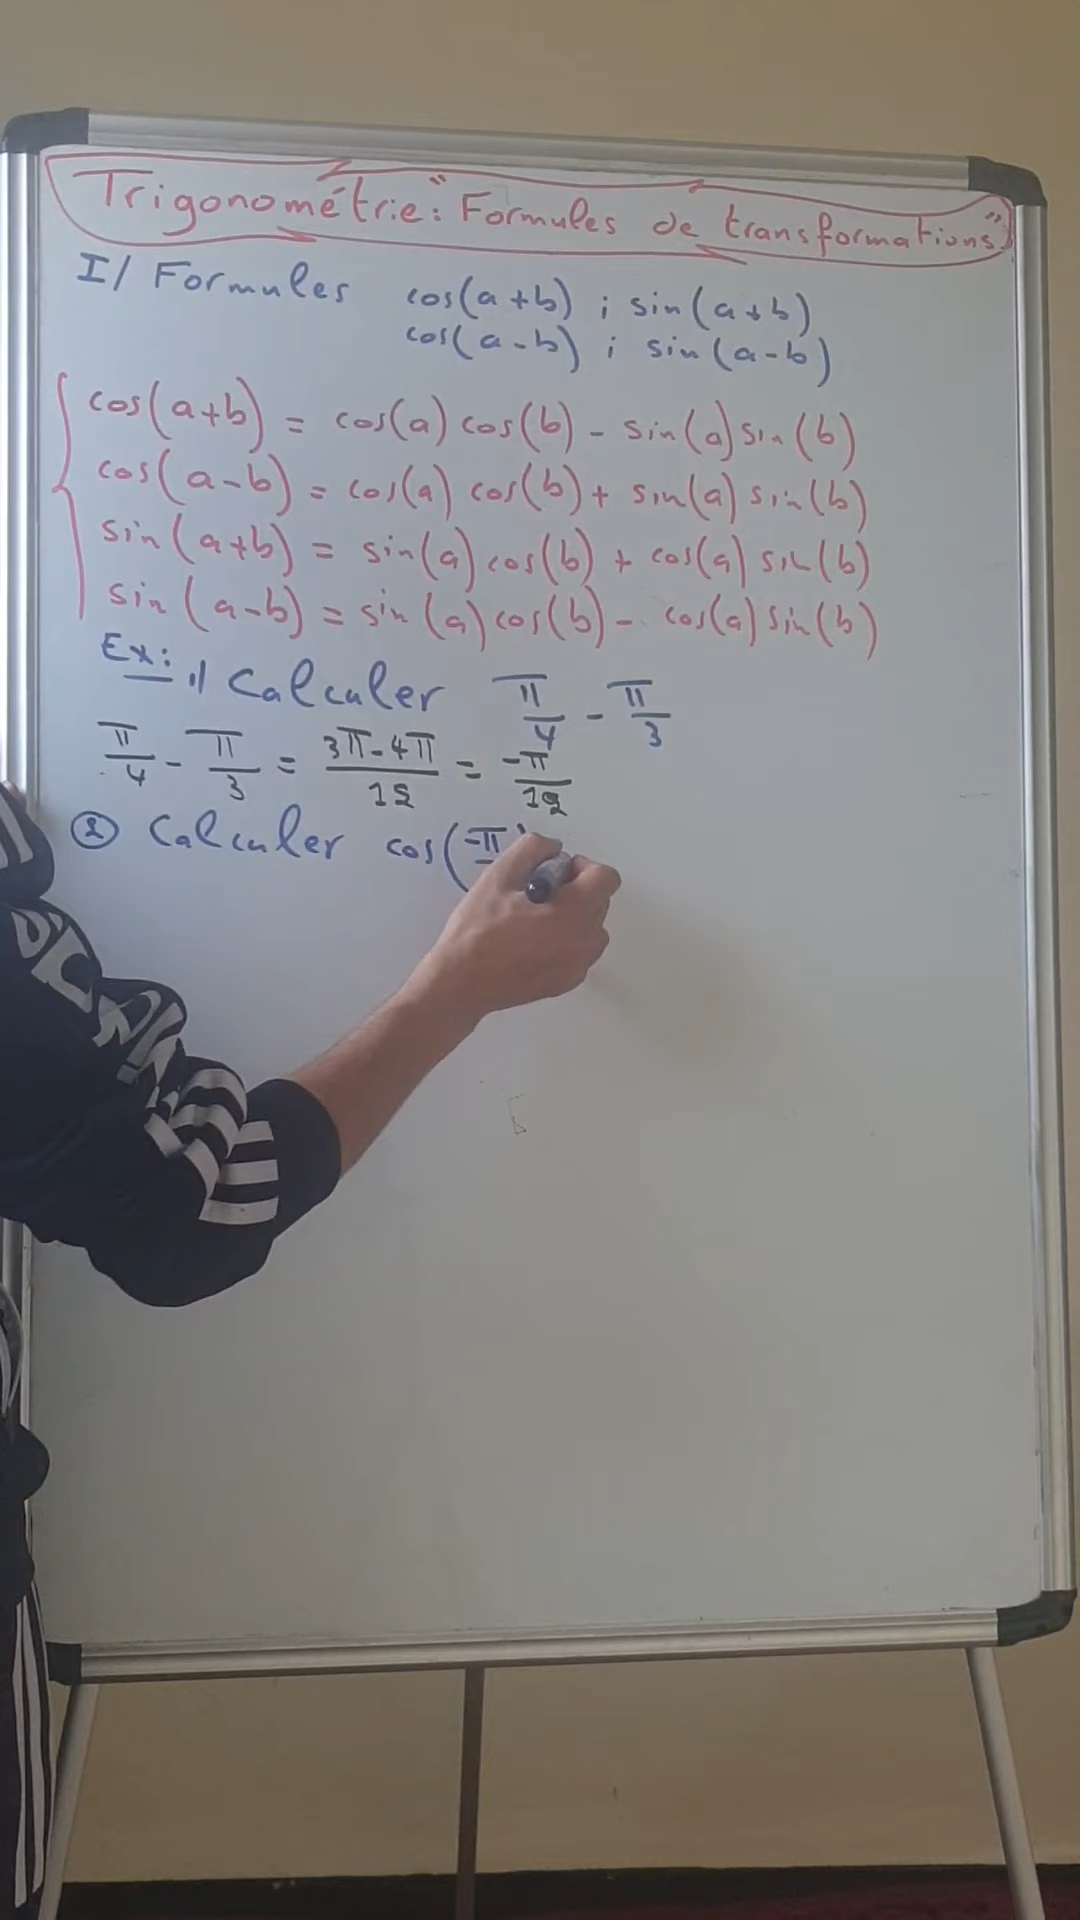 Trigonométrie: "Formules de transformations"
I/ Formules cos(a+b) ; sin(a+b)
cos(a-b) ; sin(a-b)
cos(a+b) = cos(a) cos(b) - sin(a) sin(b)
cos(a-b) = cos(a) cos(b) + sin(a) sin(b)
sin(a+b) = sin(a) cos(b) + cos(a) sin(b)
sin(a-b) = sin(a) cos(b) - cos(a) sin(b)
Ex: 1/ Calculer π/4 - π/3
π/4 - π/3 = 3π-4π/12 = -π/12
② Calculer cos(-π